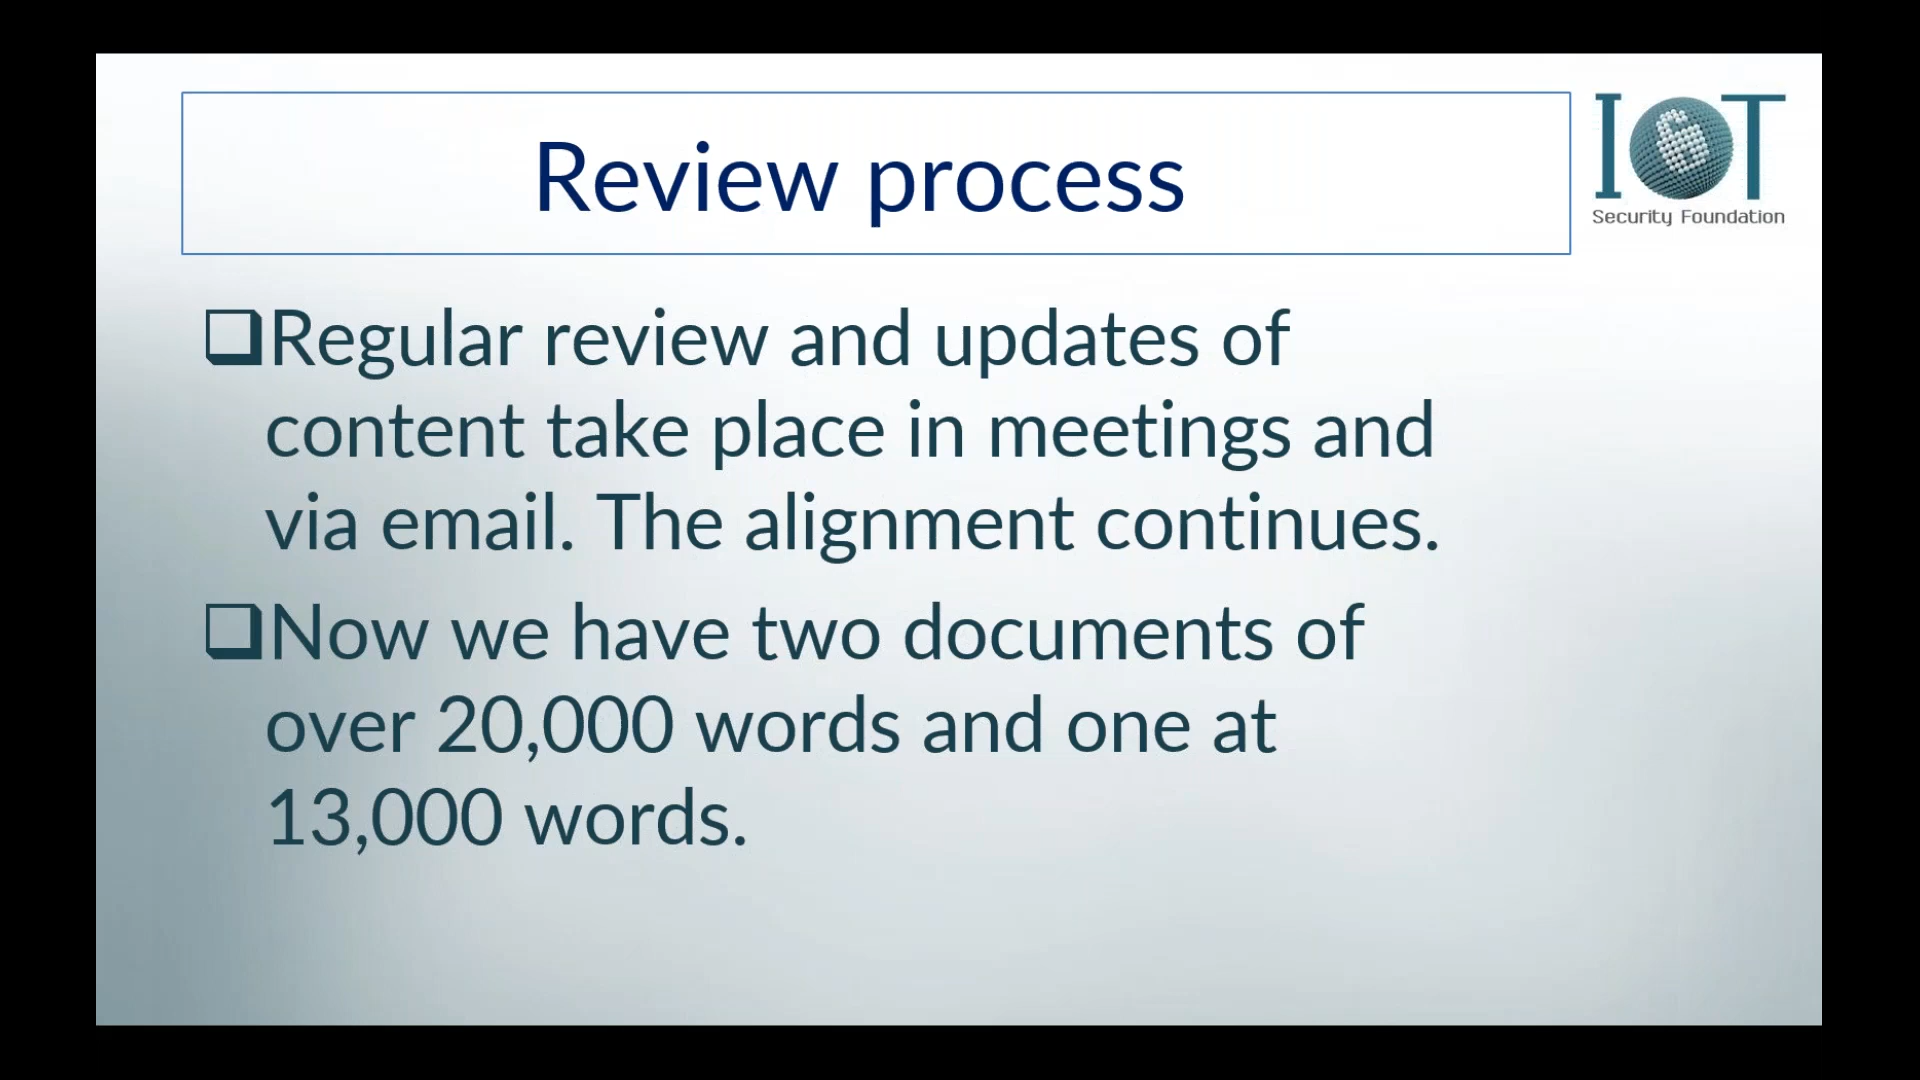 Review process
IOT
Security Foundation
Regular review and updates of
content take place in meetings and
via email. The alignment continues.
Now we have two documents of
over 20,000 words and one at
13,000 words.